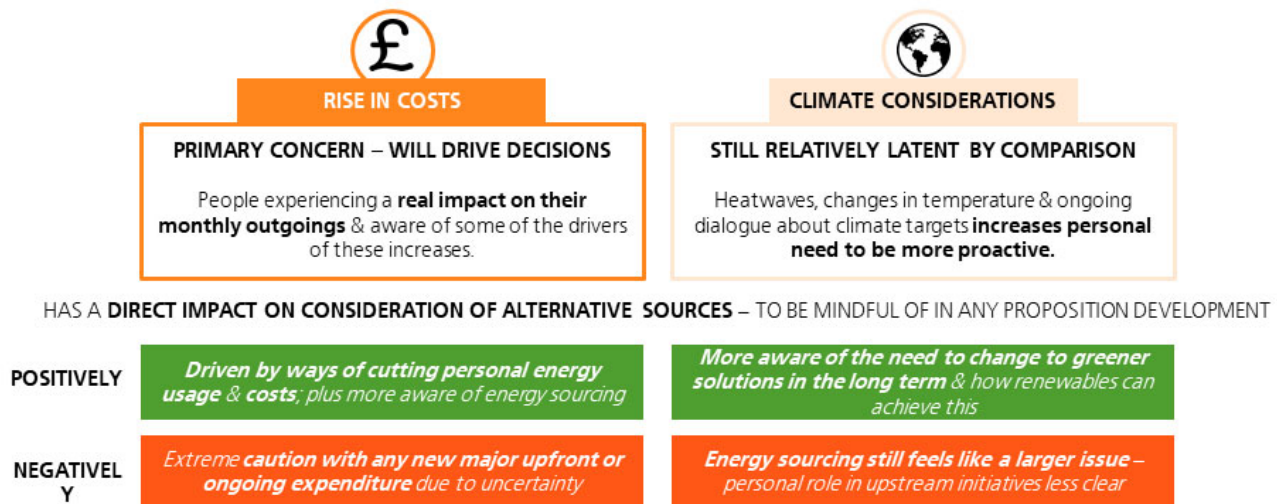 £
RISE IN COSTS
PRIMARY CONCERN – WILL DRIVE DECISIONS
People experiencing a real impact on their
monthly outgoings & aware of some of the drivers
of these increases.
CLIMATE CONSIDERATIONS
STILL RELATIVELY LATENT BY COMPARISON
Heatwaves, changes in temperature & ongoing
dialogue about climate targets increases personal
need to be more proactive.
HAS A DIRECT IMPACT ON CONSIDERATION OF ALTERNATIVE SOURCES – TO BE MINDFUL OF IN ANY PROPOSITION DEVELOPMENT
POSITIVELY
Driven by ways of cutting personal energy
usage & costs; plus more aware of energy sourcing
More aware of the need to change to greener
solutions in the long term & how renewables can
achieve this
NEGATIVEL
Y
Extreme caution with any new major upfront or
ongoing expenditure due to uncertainty
Energy sourcing still feels like a larger issue –
personal role in upstream initiatives less clear